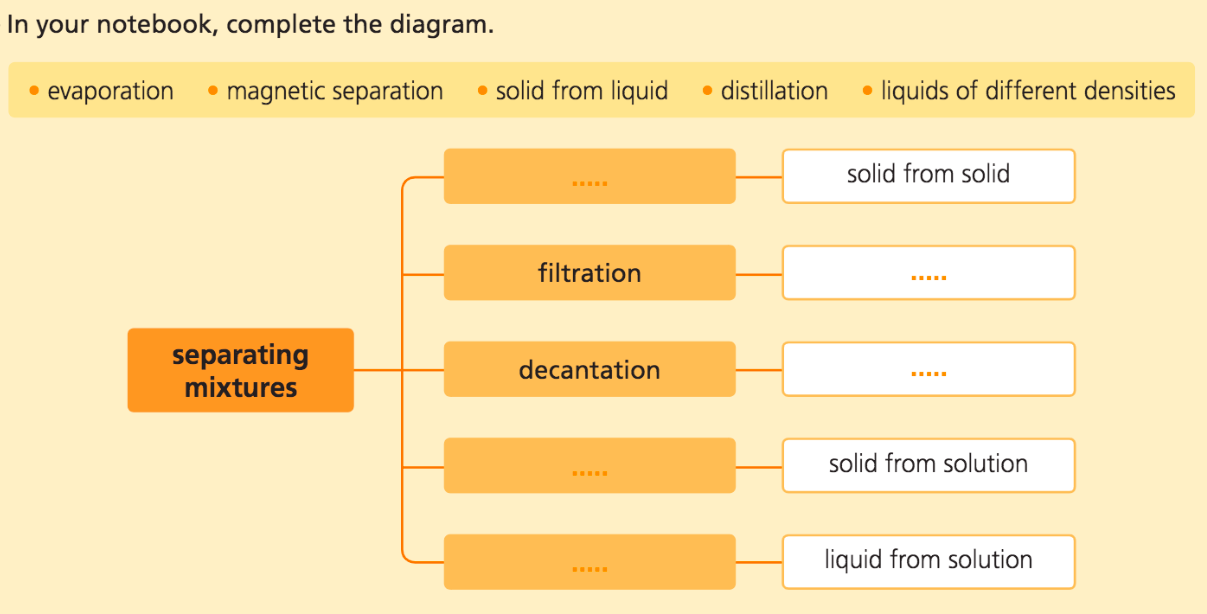 In your notebook, complete the diagram.
• evaporation • magnetic separation • solid from liquid • distillation • liquids of different densities
..... solid from solid
filtration .....
separating
mixtures
decantation .....
..... solid from solution
..... liquid from solution